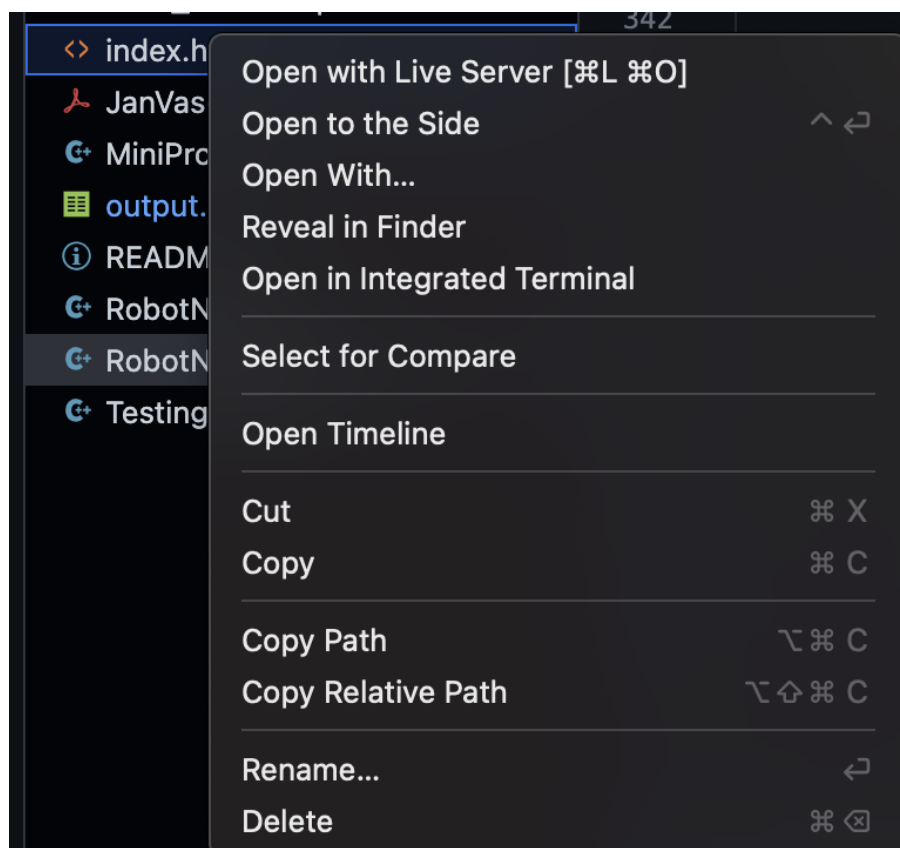 342
index.h
JanVas
MiniPro
output.
READM
RobotN
RobotN
Testing
Open with Live Server [⌘L ⌘O]
Open to the Side ^ ↩
Open With...
Reveal in Finder
Open in Integrated Terminal
Select for Compare
Open Timeline
Cut ⌘ X
Copy ⌘ C
Copy Path ⌥⌘ C
Copy Relative Path ⌥⇧⌘ C
Rename... ↩
Delete ⌘ ⌫